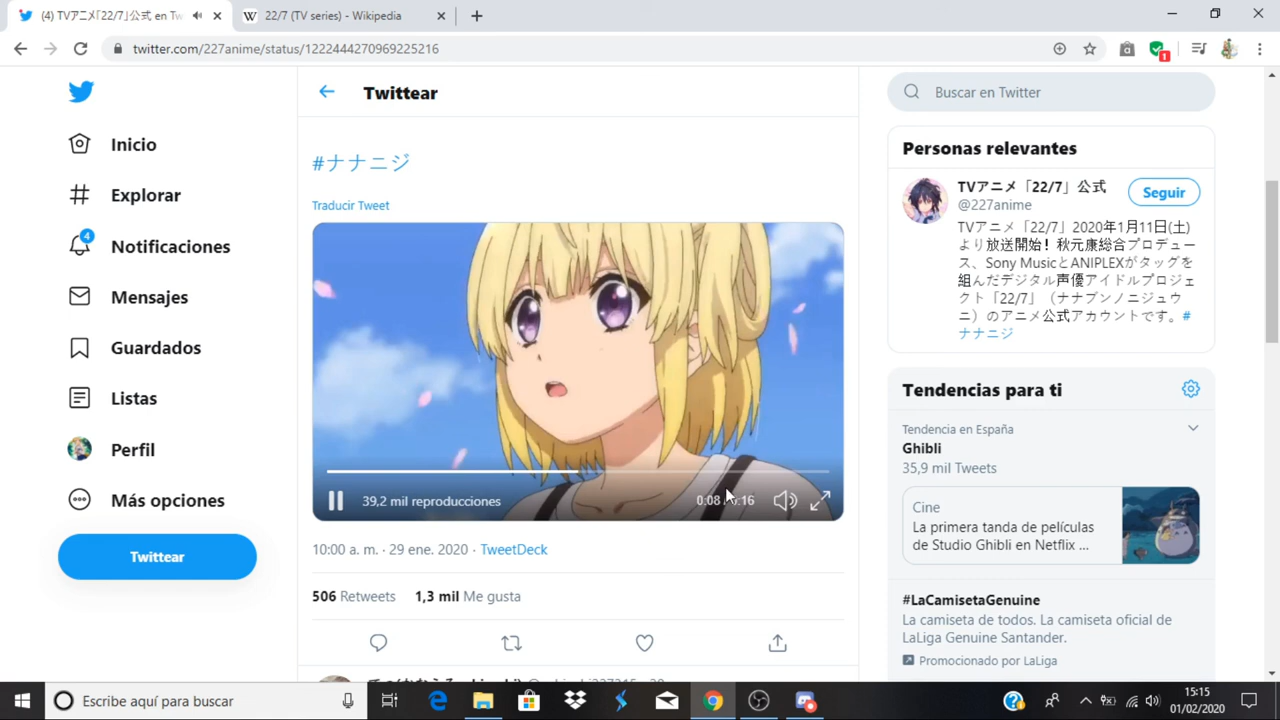 (4) TVアニメ「22/7」公式 en Tw
22/7 (TV series) - Wikipedia
twitter.com/227anime/status/1222444270969225216
1
Inicio
Explorar
4
Notificaciones
Mensajes
Guardados
Listas
Perfil
Más opciones
Twittear
Twittear
#ナナニジ
Traducir Tweet
39,2 mil reproducciones
0:08
:16
10:00 a. m. · 29 ene. 2020 · TweetDeck
506 Retweets 1,3 mil Me gusta
Buscar en Twitter
Personas relevantes
TVアニメ「22/7」公式
@227anime
Seguir
TVアニメ「22/7」2020年1月11日(土)
より放送開始！秋元康総合プロデュー
ス、Sony MusicとANIPLEXがタッグを
組んだデジタル声優アイドルプロジェ
クト「22/7」（ナナブンノニジュウ
ニ）のアニメ公式アカウントです。#
ナナニジ
Tendencias para ti
Tendencia en España
Ghibli
35,9 mil Tweets
Cine
La primera tanda de películas
de Studio Ghibli en Netflix ...
#LaCamisetaGenuine
La camiseta de todos. La camiseta oficial de
LaLiga Genuine Santander.
Promocionado por LaLiga
Escribe aquí para buscar
15:15
01/02/2020